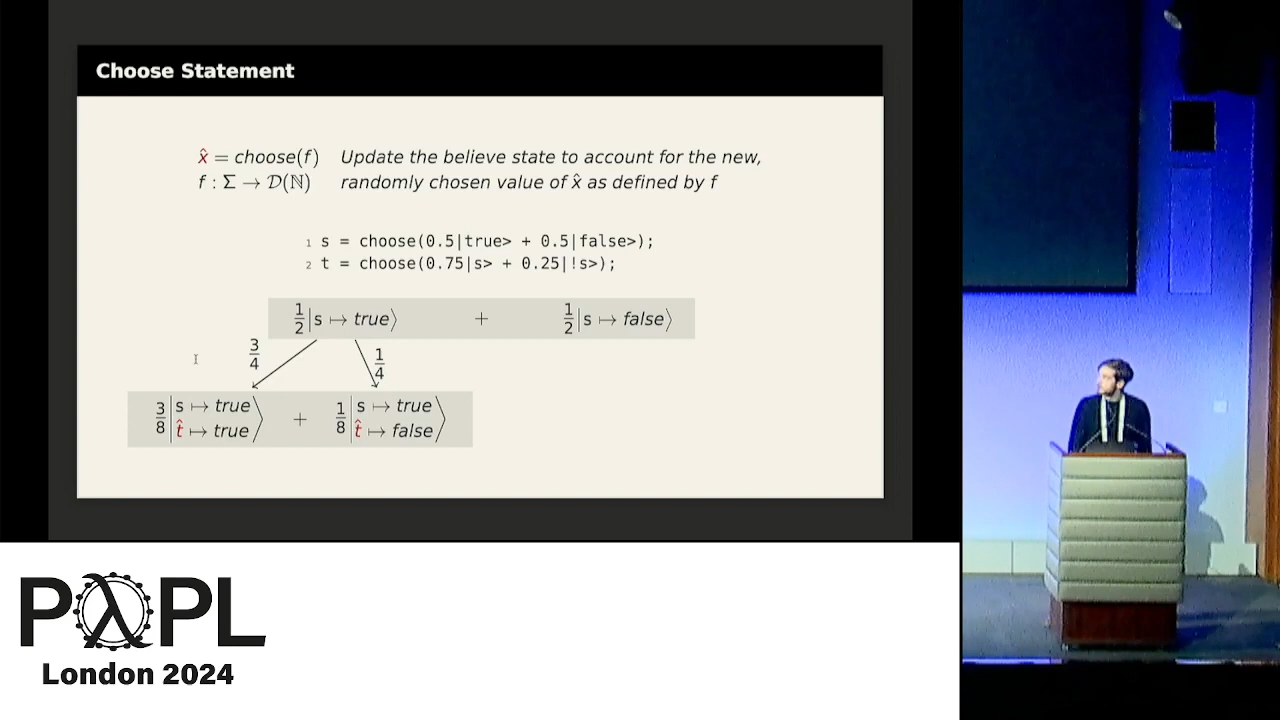 Choose Statement
x̂ = choose(f) Update the believe state to account for the new,
f : Σ → 𝒟(ℕ) randomly chosen value of x̂ as defined by f
1 s = choose(0.5|true> + 0.5|false>);
2 t = choose(0.75|s> + 0.25|!s>);
1/2|s ↦ true⟩ + 1/2|s ↦ false⟩
3/4 1/4
3/8|s ↦ true t̂ ↦ true⟩ + 1/8|s ↦ true t̂ ↦ false⟩
PλPL
London 2024